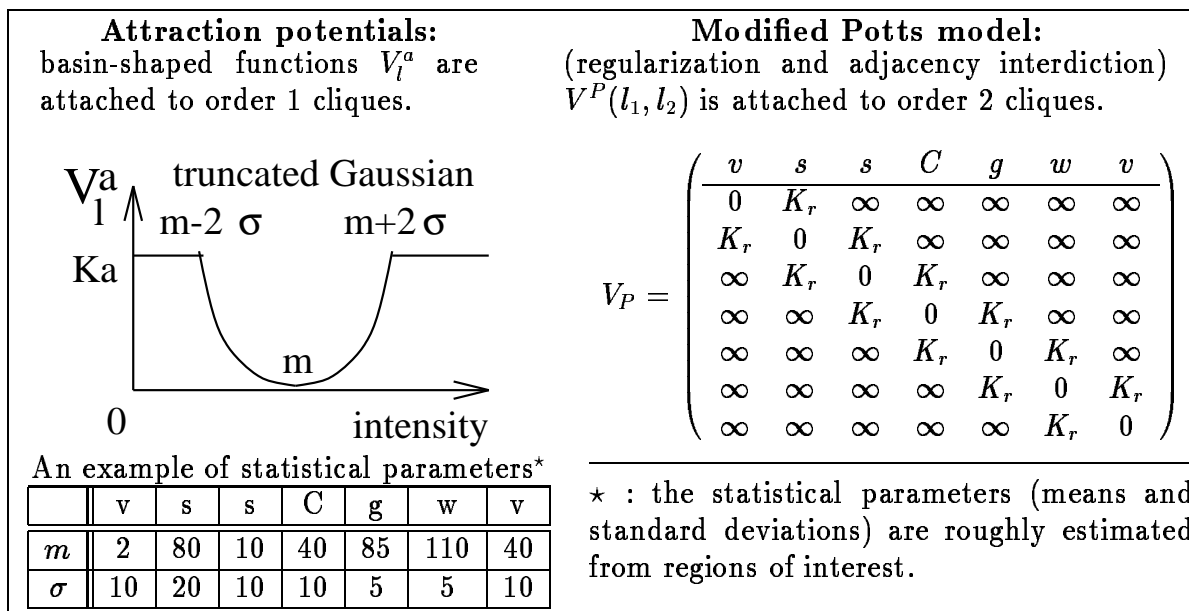 Attraction potentials:
basin-shaped functions V_l^a are
attached to order 1 cliques.
V_l^a
truncated Gaussian
m-2 σ m+2 σ
Ka
m
0
intensity
An example of statistical parameters*
v s s C g w v
m 2 80 10 40 85 110 40
σ 10 20 10 10 5 5 10
Modified Potts model:
(regularization and adjacency interdiction)
V^P(l_1, l_2) is attached to order 2 cliques.
v s s C g w v
0 K_r ∞ ∞ ∞ ∞ ∞
K_r 0 K_r ∞ ∞ ∞ ∞
∞ K_r 0 K_r ∞ ∞ ∞
V_P = ∞ ∞ K_r 0 K_r ∞ ∞
∞ ∞ ∞ K_r 0 K_r ∞
∞ ∞ ∞ ∞ K_r 0 K_r
∞ ∞ ∞ ∞ ∞ K_r 0
⋆ : the statistical parameters (means and
standard deviations) are roughly estimated
from regions of interest.